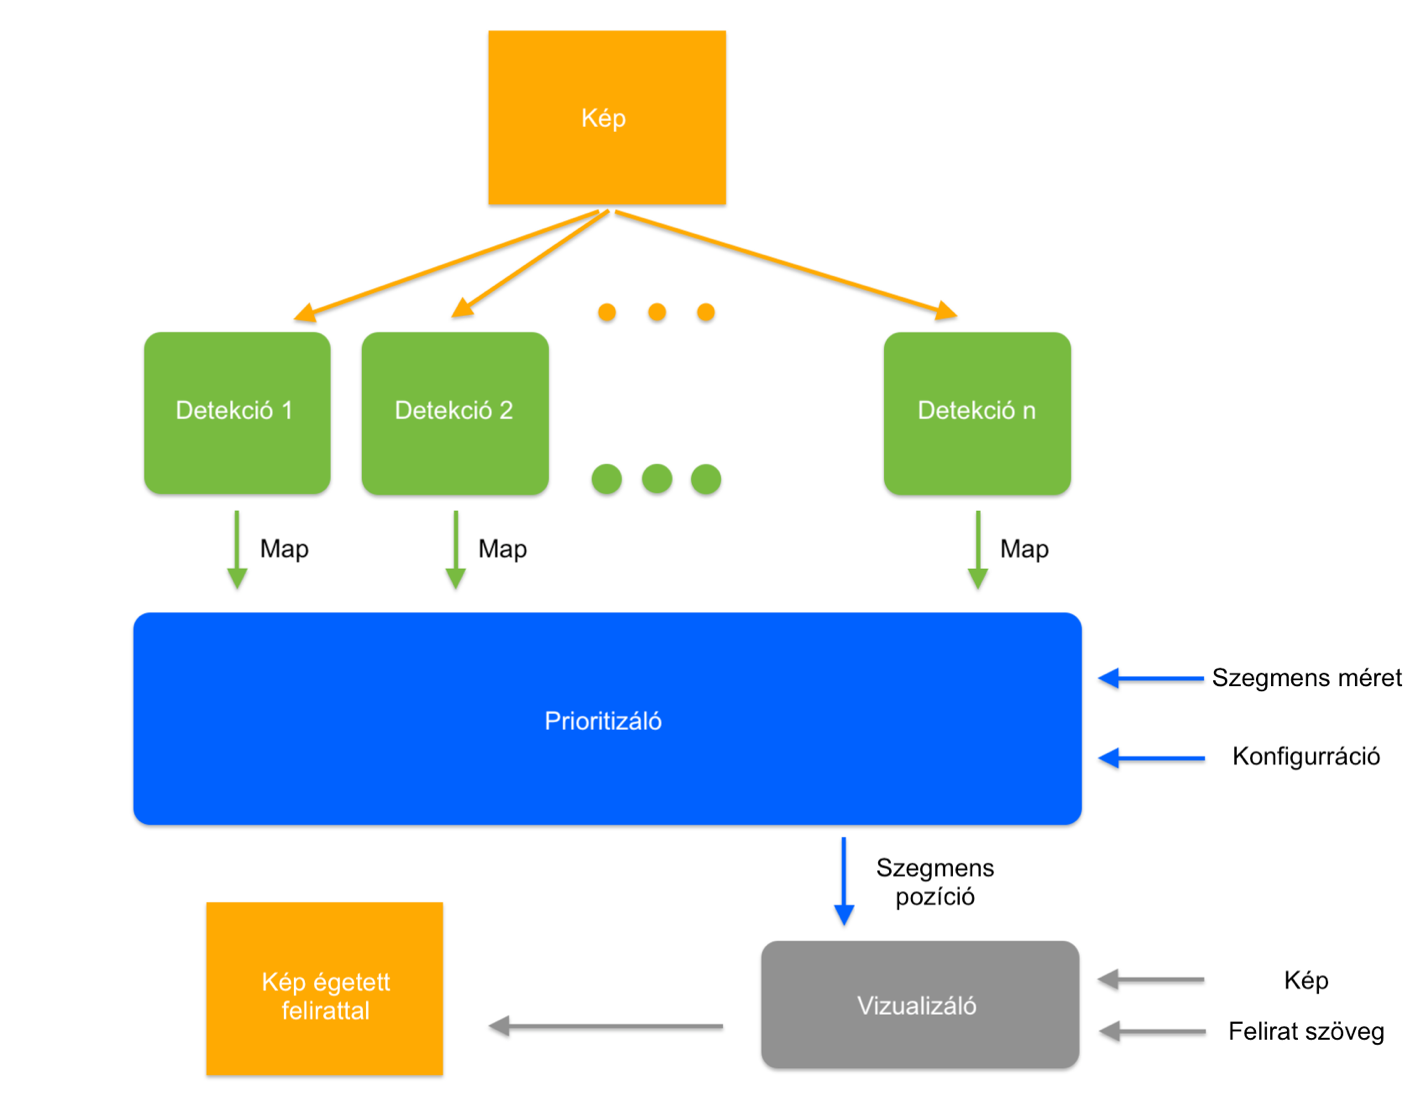 Kép
Detekció 1
Detekció 2
Detekció n
Map
Map
Map
Prioritizáló
Szegmens méret
Konfigurráció
Szegmens
pozíció
Kép égetett
felirattal
Vizualizáló
Kép
Felirat szöveg